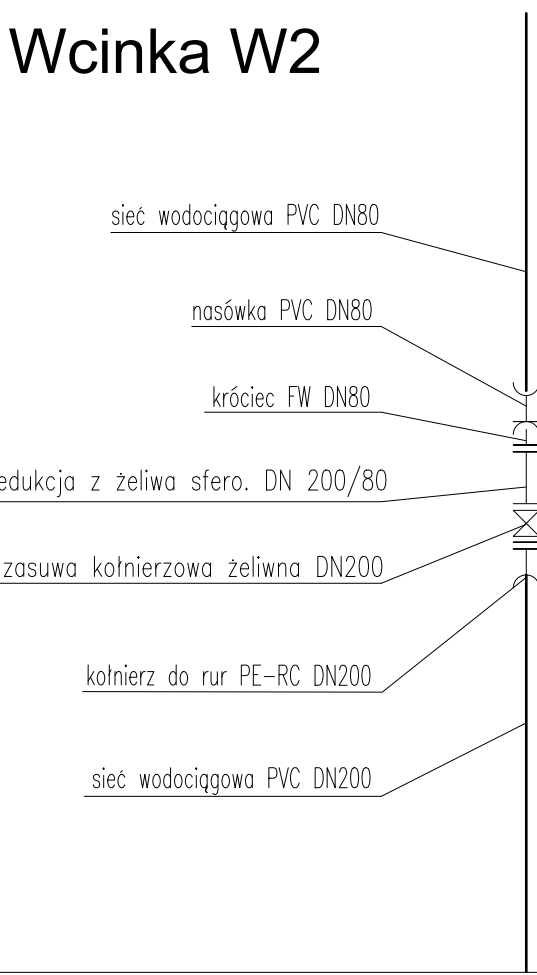 Wcinka W2
sieć wodociągowa PVC DN80
nasówka PVC DN80
króciec FW DN80
edukcja z żeliwa sfero. DN 200/80
zasuwa kołnierzowa żeliwna DN200
kołnierz do rur PE-RC DN200
sieć wodociągowa PVC DN200